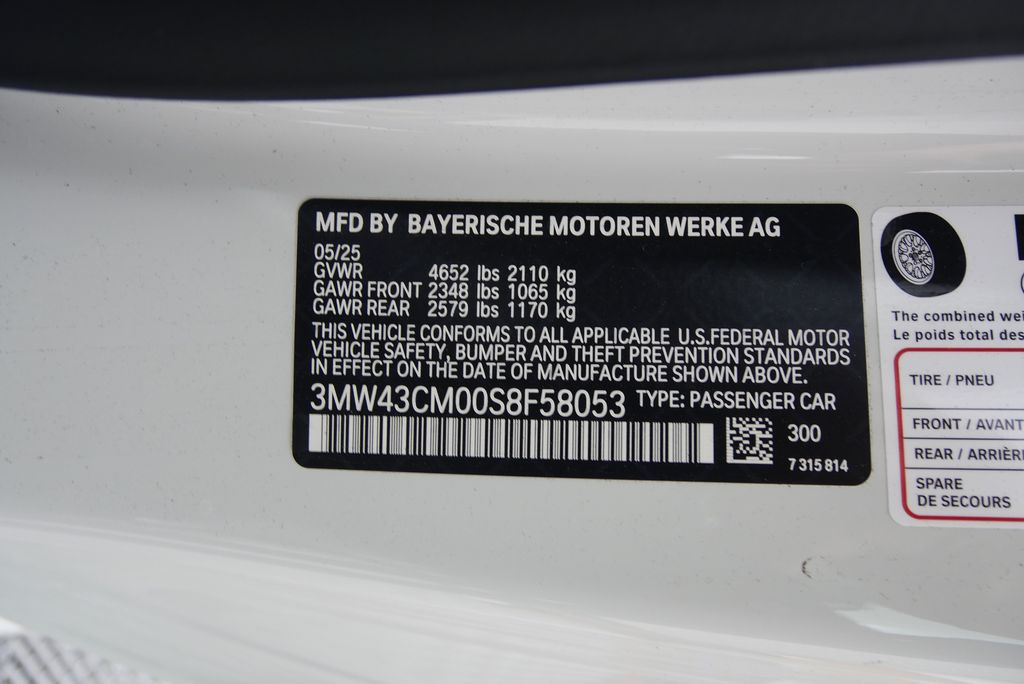 MFD BY BAYERISCHE MOTOREN WERKE AG
05/25
GVWR 4652 lbs 2110 kg
GAWR FRONT 2348 lbs 1065 kg
GAWR REAR 2579 lbs 1170 kg
THIS VEHICLE CONFORMS TO ALL APPLICABLE U.S.FEDERAL MOTOR
VEHICLE SAFETY, BUMPER AND THEFT PREVENTION STANDARDS
IN EFFECT ON THE DATE OF MANUFACTURE SHOWN ABOVE.
3MW43CM00S8F58053 TYPE: PASSENGER CAR
300
7 315 814
The combined wei
Le poids total des
TIRE / PNEU
FRONT / AVANT
REAR / ARRIÈR
SPARE
DE SECOURS